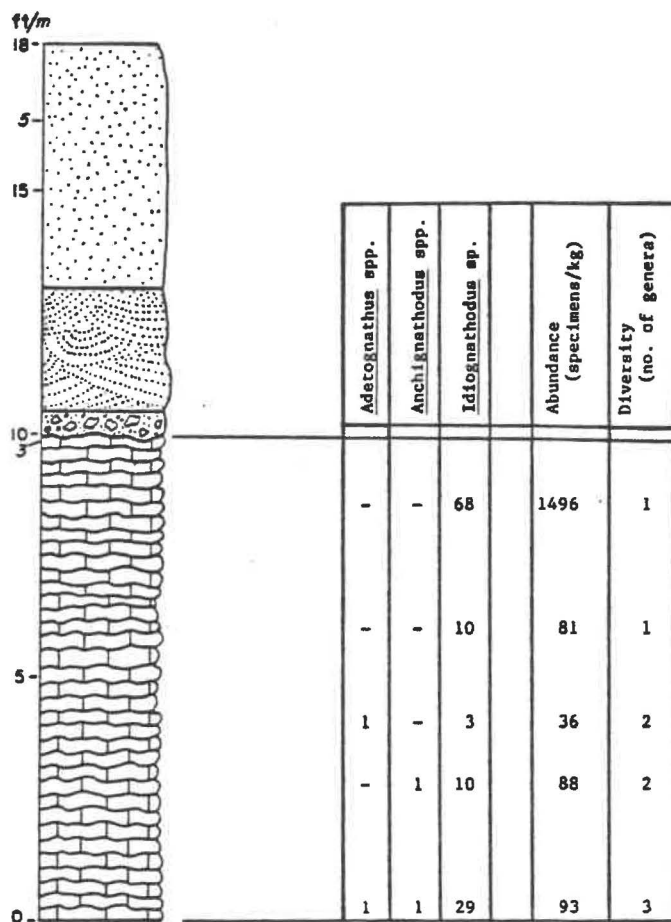 ft/m
18-
5-
15-
10-
3
5-
0-
Adetognathus spp.
Anchignathodus spp.
Idiognathodus sp.
Abundance
(specimens/kg)
Diversity
(no. of genera)
- - 68 1496 1
- - 10 81 1
1 - 3 36 2
- 1 10 88 2
1 1 29 93 3